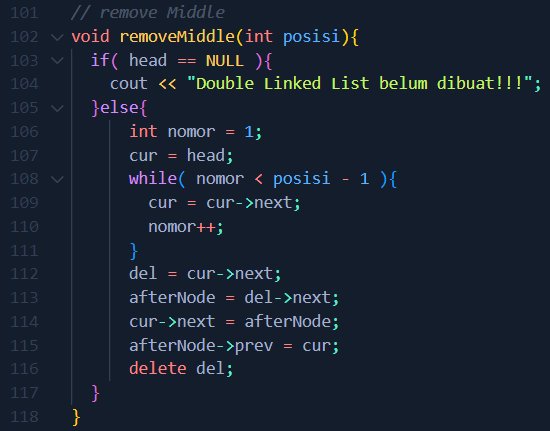 101 // remove Middle
102 void removeMiddle(int posisi){
103 if( head == NULL ){
104 cout << "Double Linked List belum dibuat!!!";
105 }else{
106 int nomor = 1;
107 cur = head;
108 while( nomor < posisi - 1 ){
109 cur = cur->next;
110 nomor++;
111 }
112 del = cur->next;
113 afterNode = del->next;
114 cur->next = afterNode;
115 afterNode->prev = cur;
116 delete del;
117 }
118 }